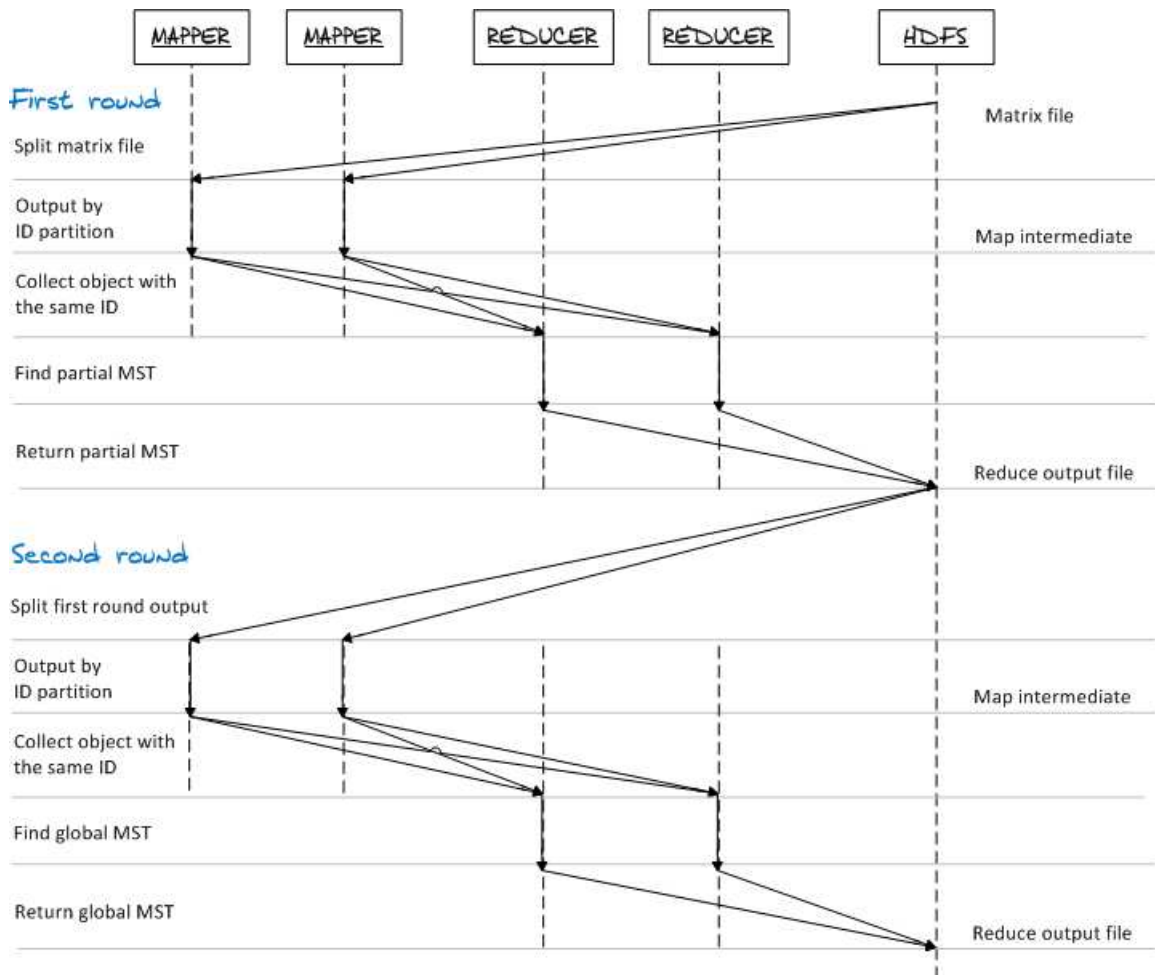 MAPPER
MAPPER
REDUCER
REDUCER
HDFS
First round
Matrix file
Split matrix file
Output by
ID partition
Map intermediate
Collect object with
the same ID
Find partial MST
Return partial MST
Reduce output file
Second round
Split first round output
Output by
ID partition
Map intermediate
Collect object with
the same ID
Find global MST
Return global MST
Reduce output file